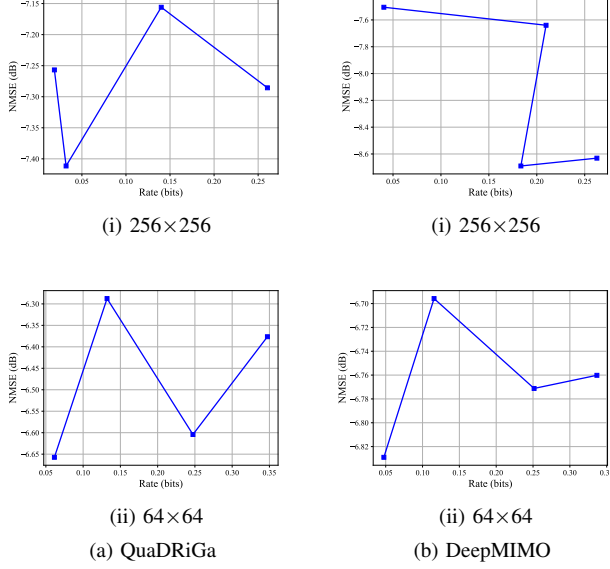 −7.15
−7.20
−7.25
−7.30
−7.35
−7.40
NMSE (dB)
0.05 0.10 0.15 0.20 0.25
Rate (bits)
(i) 256×256
−7.6
−7.8
−8.0
−8.2
−8.4
−8.6
NMSE (dB)
0.05 0.10 0.15 0.20 0.25
Rate (bits)
(i) 256×256
−6.30
−6.35
−6.40
−6.45
−6.50
−6.55
−6.60
−6.65
NMSE (dB)
0.05 0.10 0.15 0.20 0.25 0.30 0.35
Rate (bits)
(ii) 64×64
(a) QuaDRiGa
−6.70
−6.72
−6.74
−6.76
−6.78
−6.80
−6.82
NMSE (dB)
0.05 0.10 0.15 0.20 0.25 0.30 0.35
Rate (bits)
(ii) 64×64
(b) DeepMIMO